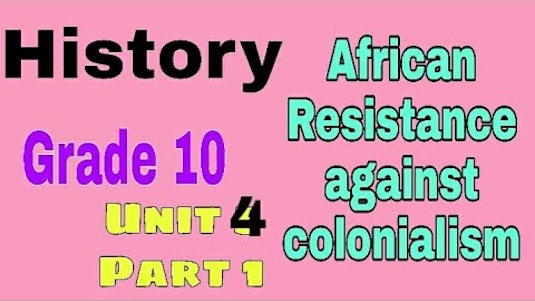 History
Grade 10
Unit 4
Part 1
African
Resistance
against
colonialism